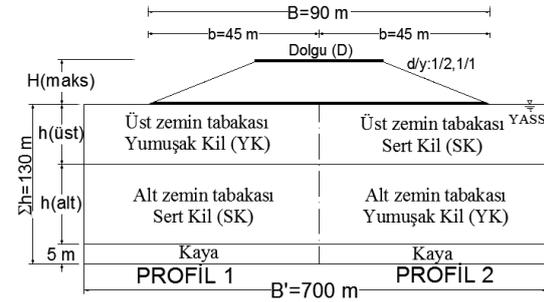 B=90 m
b=45 m
b=45 m
Dolgu (D)
d/y:1/2,1/1
H(maks)
YASS
h(üst)
Üst zemin tabakası
Yumuşak Kil (YK)
Üst zemin tabakası
Sert Kil (SK)
Σh=130 m
h(alt)
Alt zemin tabakası
Sert Kil (SK)
Alt zemin tabakası
Yumuşak Kil (YK)
5 m
Kaya
Kaya
PROFİL 1
PROFİL 2
B'=700 m